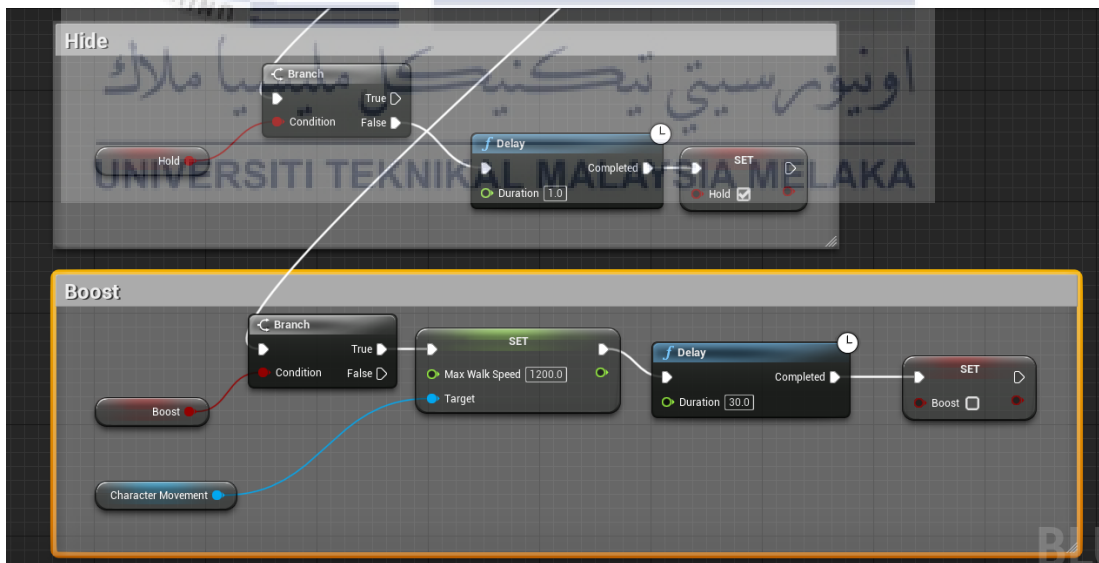 Hide
اونيۏرسيتي تيكنيكل مليسيا ملاك
Branch
True
Condition False
Hold
Delay
Completed
Duration 1.0
SET
Hold
UNIVERSITI TEKNIKAL MALAYSIA MELAKA
Boost
Branch
True
Condition False
Boost
Character Movement
SET
Max Walk Speed 1200.0
Target
Delay
Completed
Duration 30.0
SET
Boost